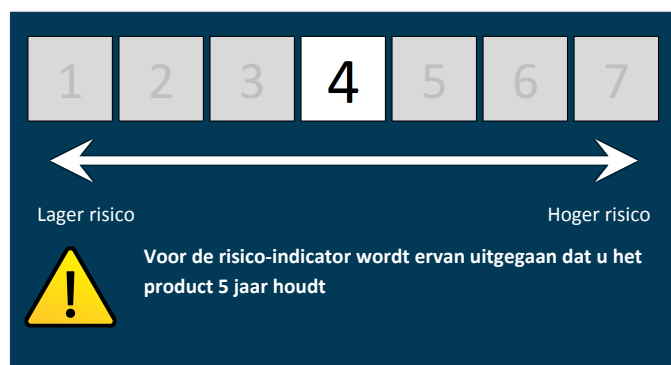 1 2 3 4 5 6 7
Lager risico Hoger risico
Voor de risico-indicator wordt ervan uitgegaan dat u het
product 5 jaar houdt